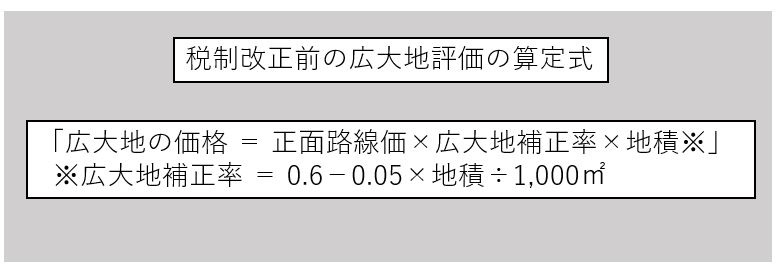 税制改正前の広大地評価の算定式
「広大地の価格 ＝ 正面路線価×広大地補正率×地積※」
※広大地補正率 ＝ 0.6－0.05×地積÷1,000㎡